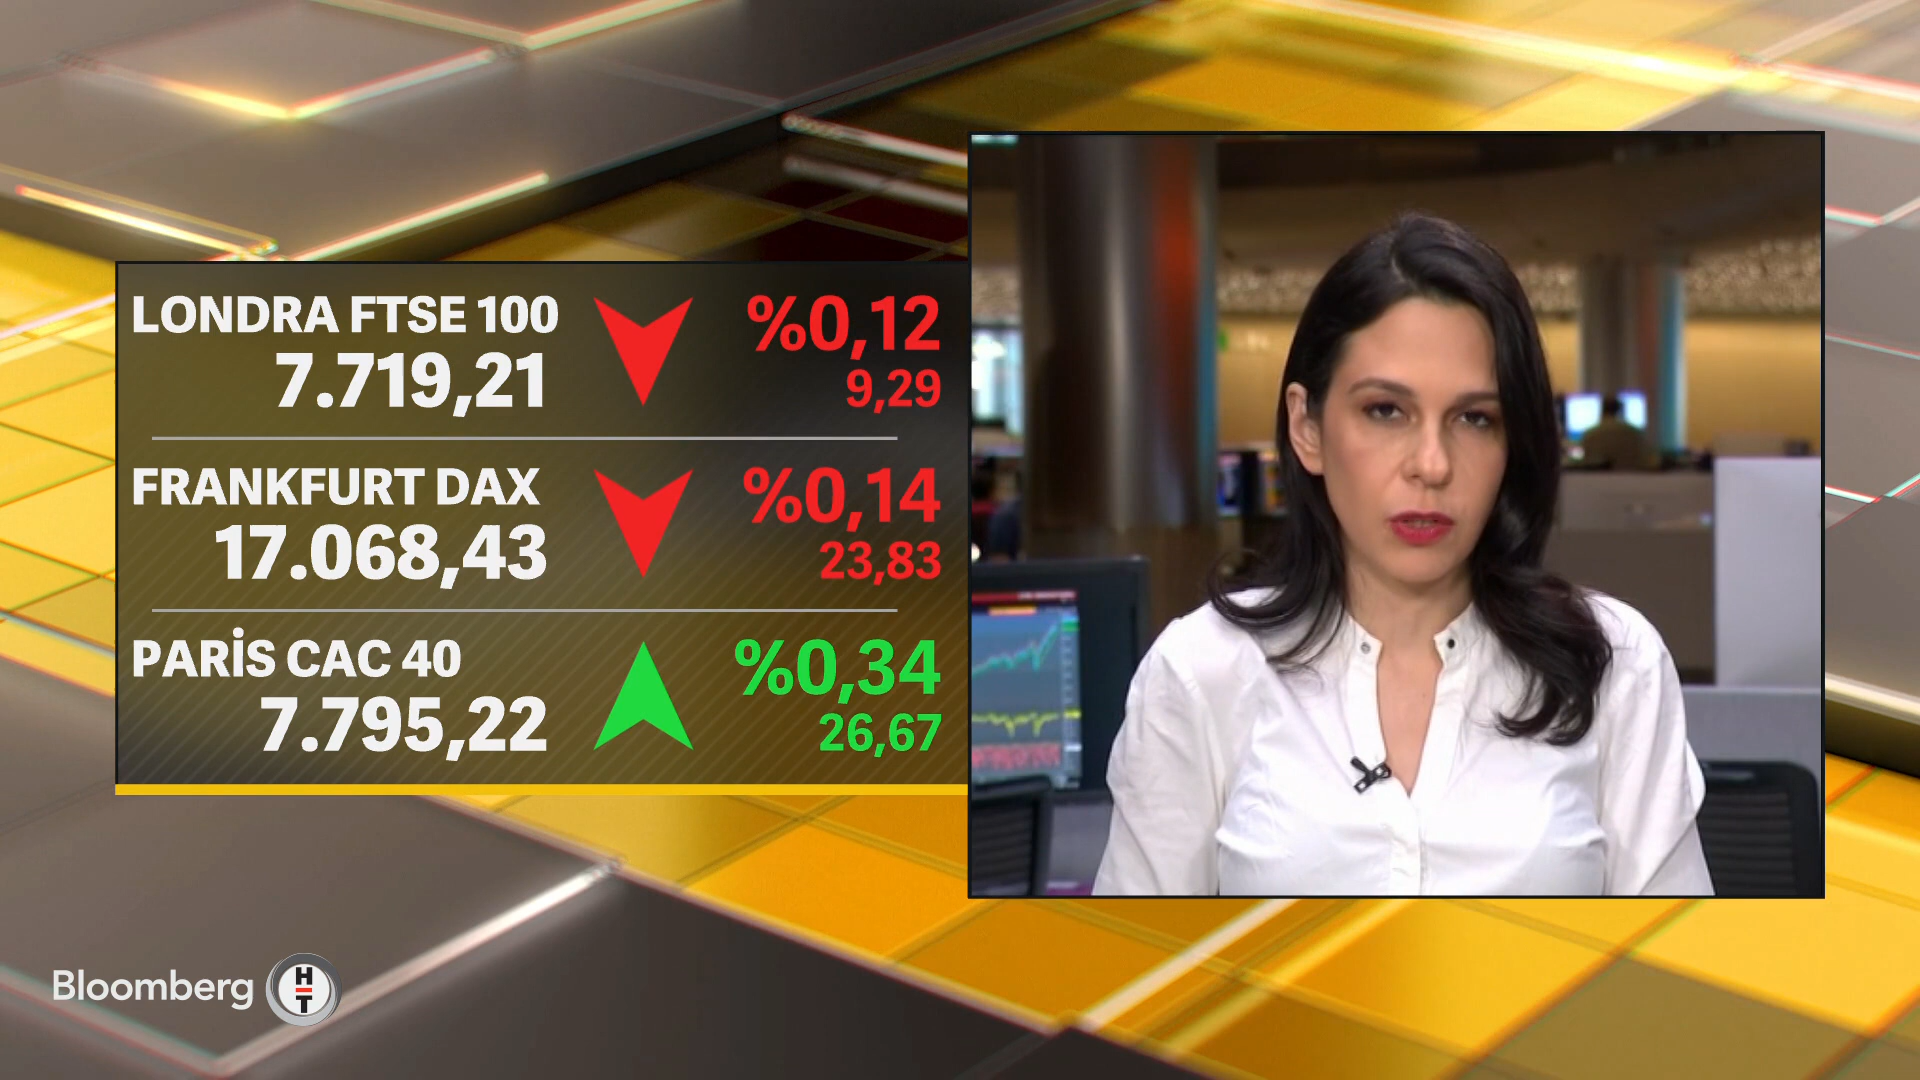 LONDRA FTSE 100
%0,12
7.719,21
9,29
FRANKFURT DAX
%0,14
17.068,43
23,83
PARİS CAC 40
%0,34
7.795,22
26,67
Bloomberg HT